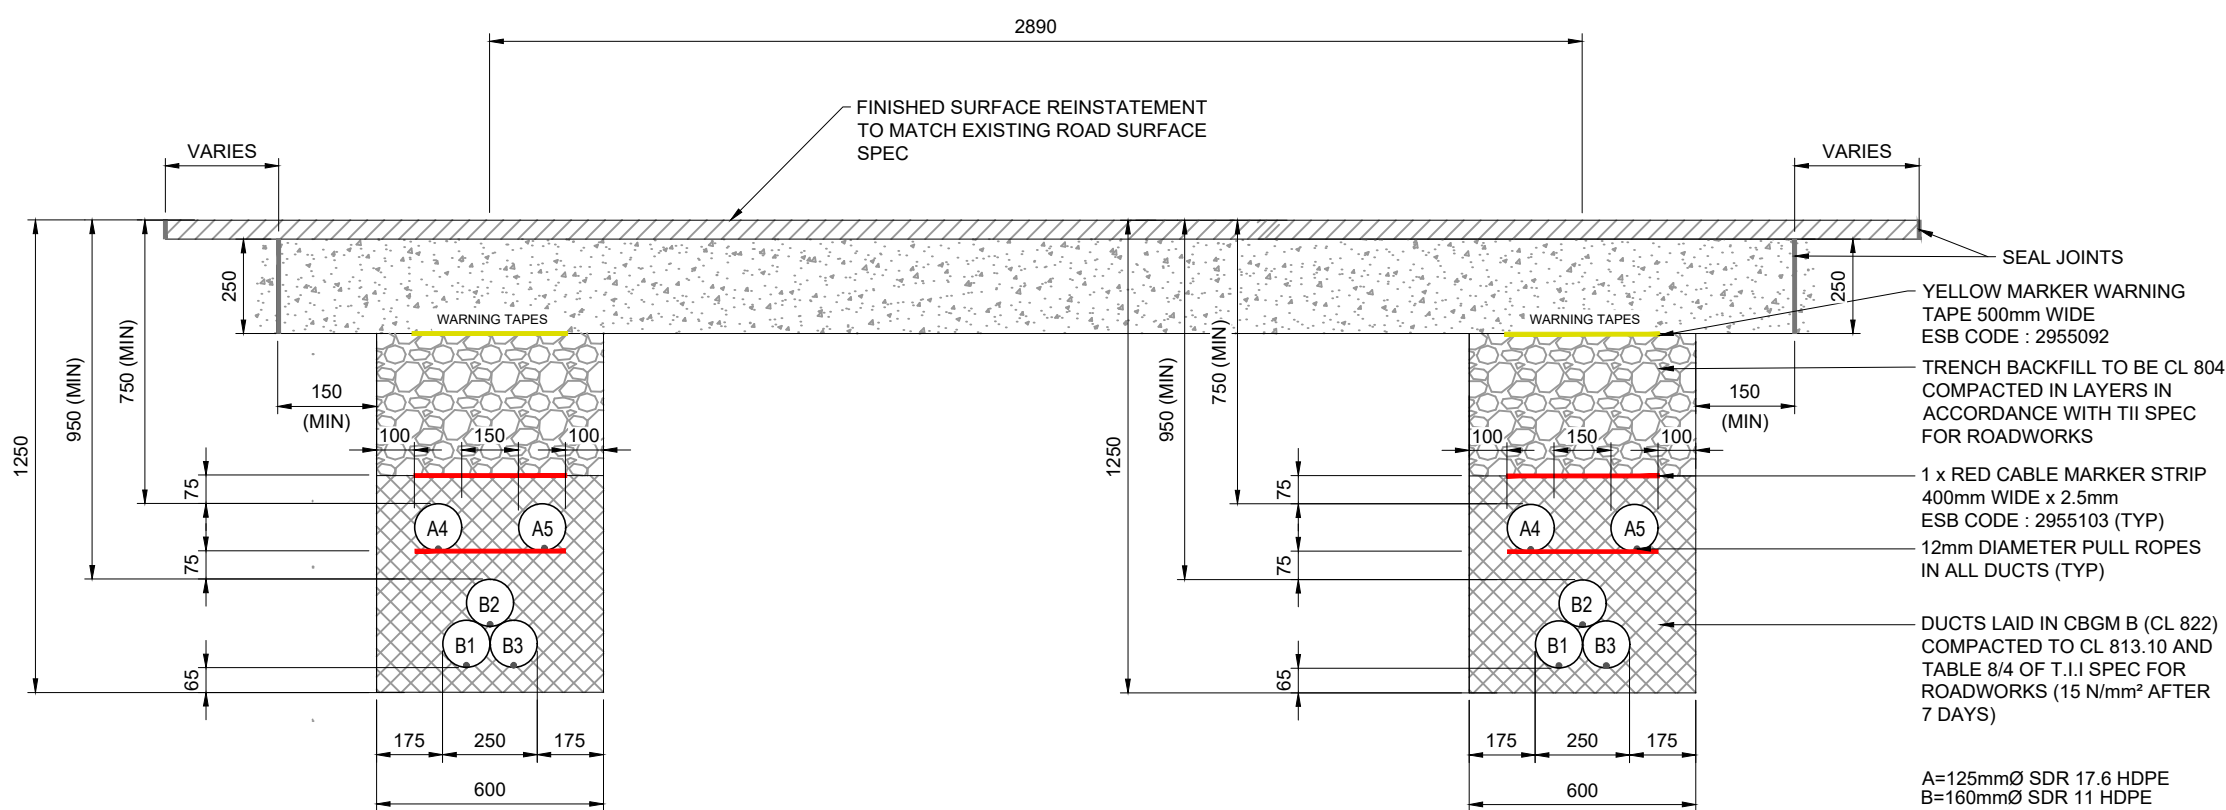 2890
FINISHED SURFACE REINSTATEMENT
TO MATCH EXISTING ROAD SURFACE
SPEC
VARIES
VARIES
250
250
SEAL JOINTS
WARNING TAPES
WARNING TAPES
YELLOW MARKER WARNING
TAPE 500mm WIDE
ESB CODE : 2955092
TRENCH BACKFILL TO BE CL 804
COMPACTED IN LAYERS IN
ACCORDANCE WITH TII SPEC
FOR ROADWORKS
1250
950 (MIN)
750 (MIN)
150
(MIN)
100
150
100
75
75
65
A4
A5
B2
B1
B3
175
250
175
600
1250
950 (MIN)
750 (MIN)
150
(MIN)
100
150
100
75
75
65
A4
A5
B2
B1
B3
175
250
175
600
1 x RED CABLE MARKER STRIP
400mm WIDE x 2.5mm
ESB CODE : 2955103 (TYP)
12mm DIAMETER PULL ROPES
IN ALL DUCTS (TYP)
DUCTS LAID IN CBGM B (CL 822)
COMPACTED TO CL 813.10 AND
TABLE 8/4 OF T.I.I SPEC FOR
ROADWORKS (15 N/mm² AFTER
7 DAYS)
A=125mmØ SDR 17.6 HDPE
B=160mmØ SDR 11 HDPE